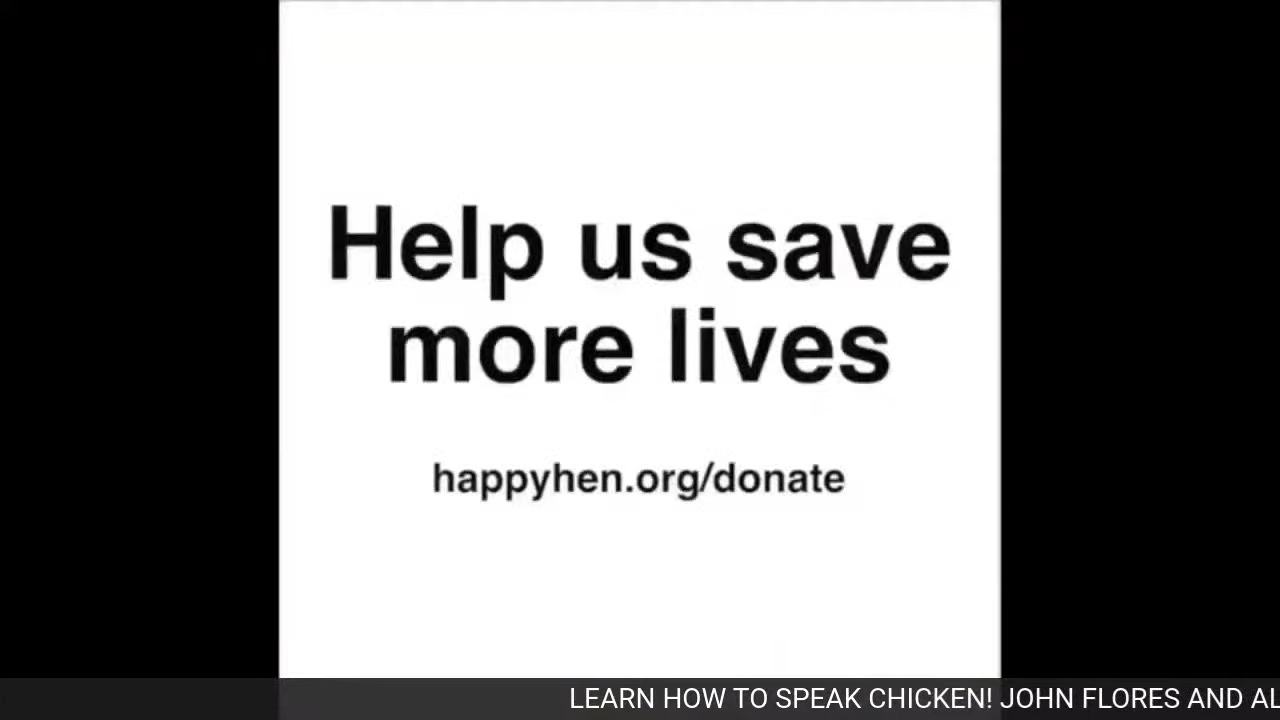 Help us save
more lives
happyhen.org/donate
LEARN HOW TO SPEAK CHICKEN! JOHN FLORES AND